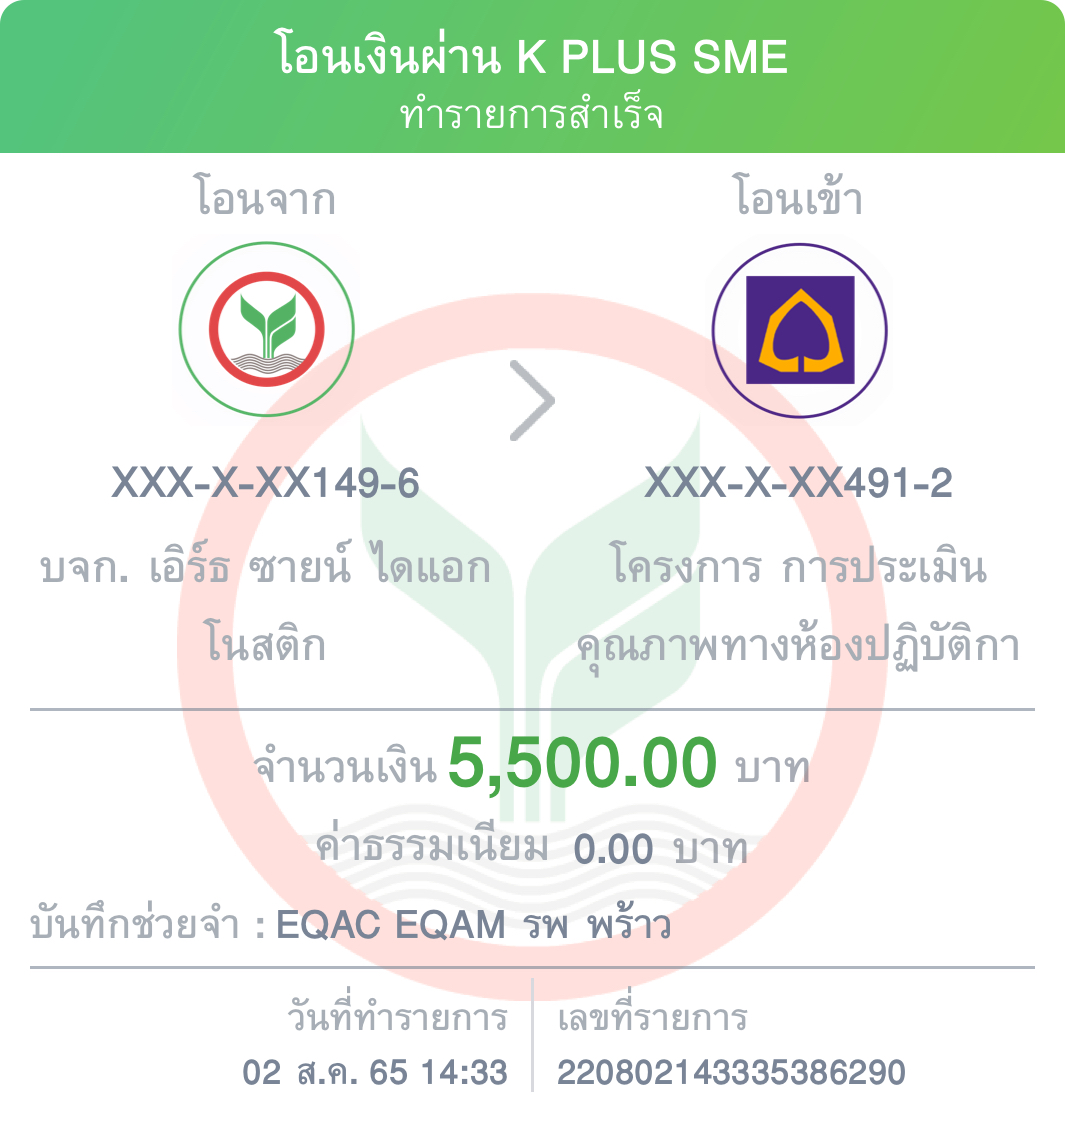 โอนเงินผ่าน K PLUS SME
ทำรายการสำเร็จ
โอนจาก
โอนเข้า
XXX-X-XX149-6
XXX-X-XX491-2
บจก. เอิร์ธ ซายน์ ไดแอก
โนสติก
โครงการ การประเมิน
คุณภาพทางห้องปฏิบัติกา
จำนวนเงิน 5,500.00 บาท
ค่าธรรมเนียม 0.00 บาท
บันทึกช่วยจำ : EQAC EQAM รพ พร้าว
วันที่ทำรายการ
02 ส.ค. 65 14:33
เลขที่รายการ
220802143335386290